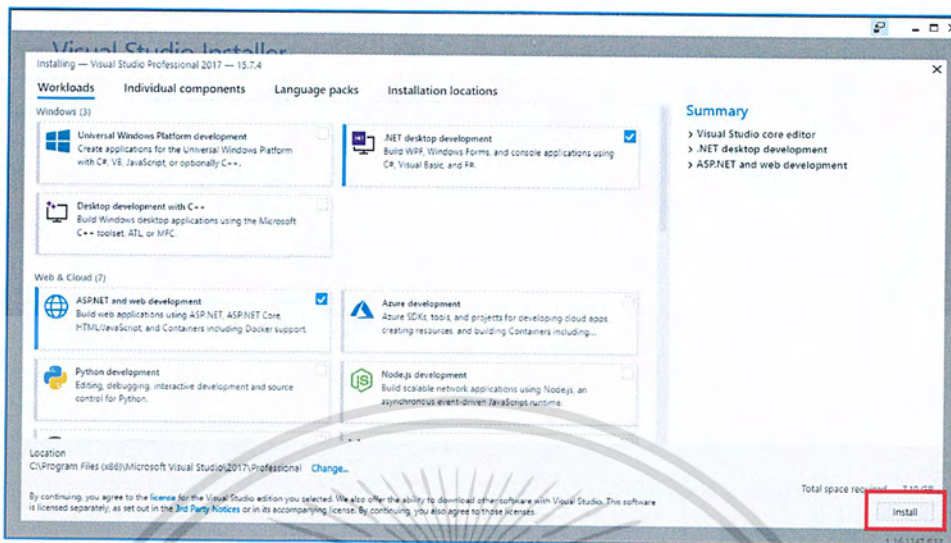 Visual Studio Installer
Installing — Visual Studio Professional 2017 — 15.7.4
Workloads Individual components Language packs Installation locations
Windows (3)
Universal Windows Platform development
Create applications for the Universal Windows Platform
with C#, VB, JavaScript, or optionally C++.
.NET desktop development
Build WPF, Windows Forms, and console applications using
C#, Visual Basic, and F#.
Desktop development with C++
Build Windows desktop applications using the Microsoft
C++ toolset, ATL, or MFC.
Web & Cloud (7)
ASP.NET and web development
Build web applications using ASP.NET, ASP.NET Core,
HTML/JavaScript, and Containers including Docker support.
Azure development
Azure SDKs, tools, and projects for developing cloud apps,
creating resources, and building Containers including...
Python development
Editing, debugging, interactive development and source
control for Python.
Node.js development
Build scalable network applications using Node.js, an
asynchronous event-driven JavaScript runtime.
Summary
> Visual Studio core editor
> .NET desktop development
> ASP.NET and web development
Location
C:\Program Files (x86)\Microsoft Visual Studio\2017\Professional Change...
By continuing, you agree to the license for the Visual Studio edition you selected. We also offer the ability to download other software with Visual Studio. This software
is licensed separately, as set out in the 3rd Party Notices or in its accompanying license. By continuing, you also agree to those licenses.
Total space required 7.19 GB
Install